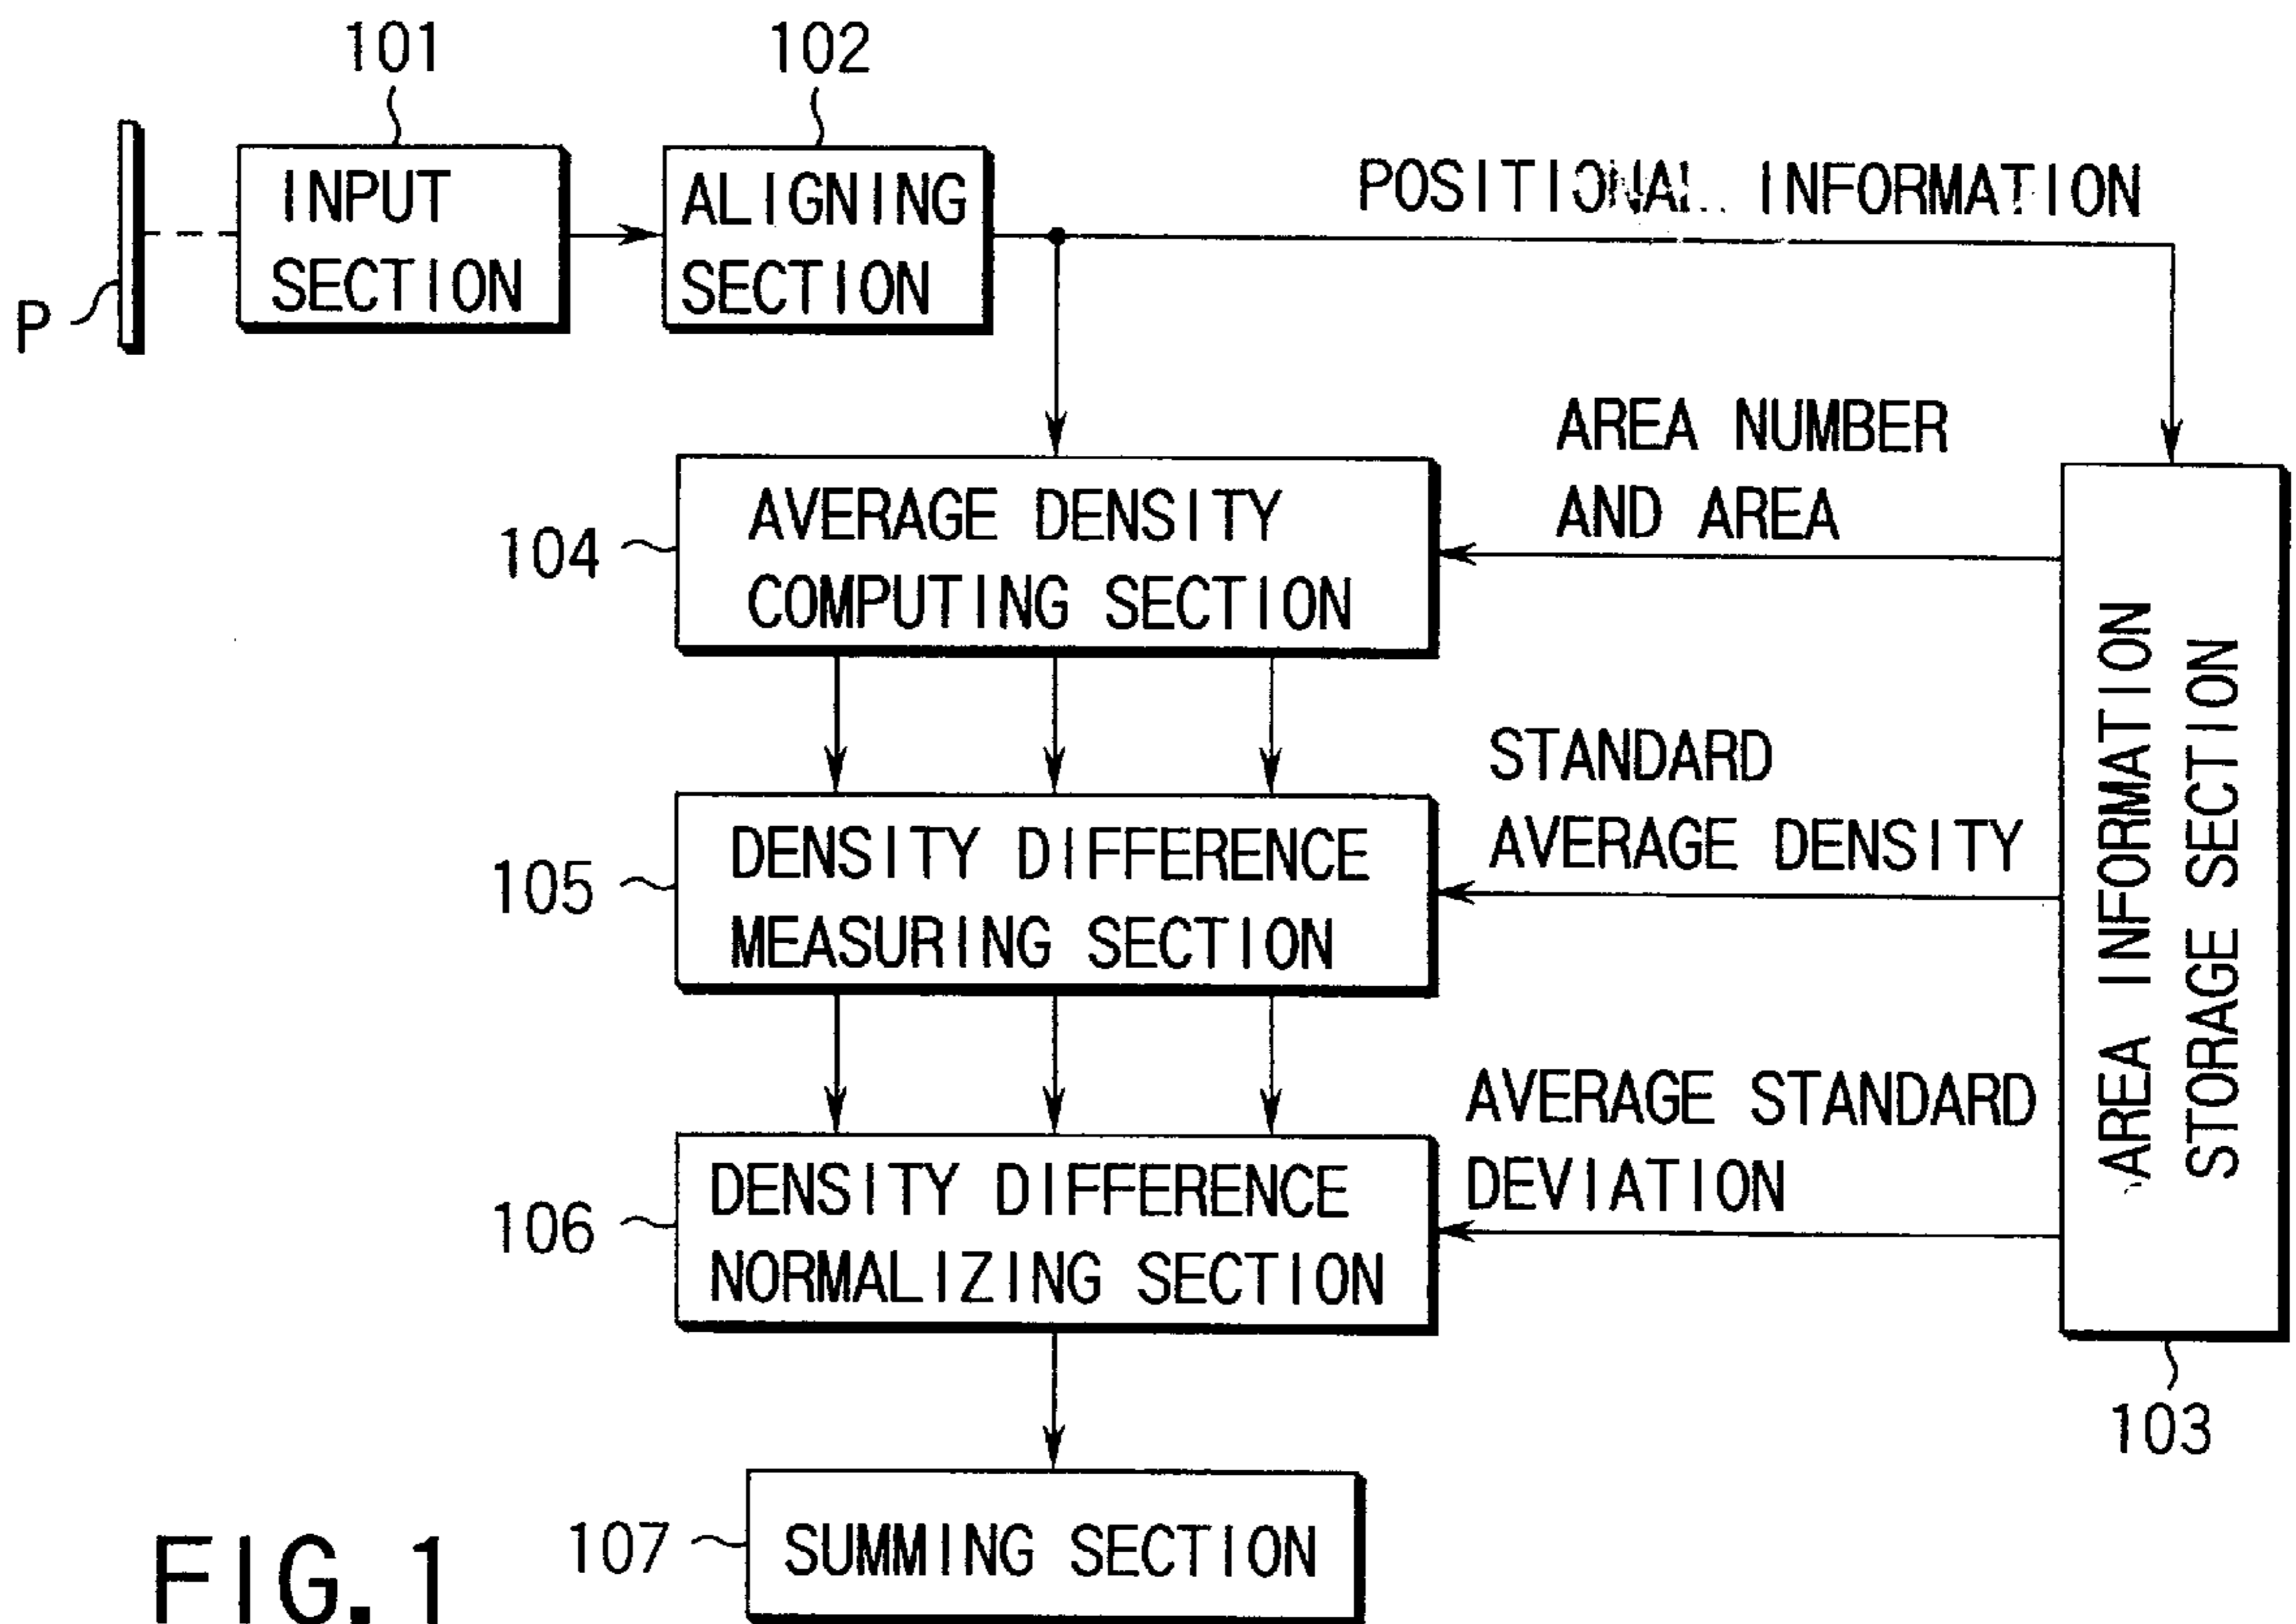 101
102
INPUT
SECTION
ALIGNING
SECTION
POSITIONAL INFORMATION
P
AREA NUMBER
AND AREA
104
AVERAGE DENSITY
COMPUTING SECTION
STANDARD
AVERAGE DENSITY
105
DENSITY DIFFERENCE
MEASURING SECTION
AVERAGE STANDARD
DEVIATION
106
DENSITY DIFFERENCE
NORMALIZING SECTION
AREA INFORMATION
STORAGE SECTION
103
107
SUMMING SECTION
FIG. 1